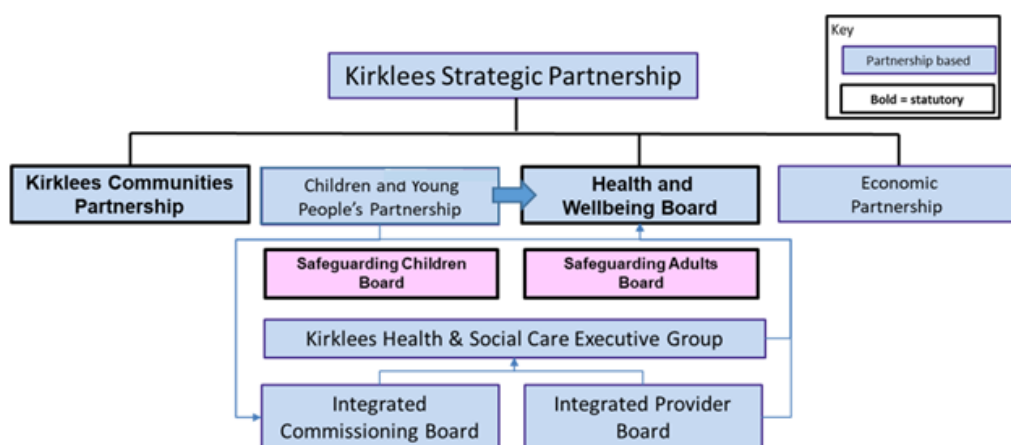 Key
Partnership based
Bold = statutory
Kirklees Strategic Partnership
Kirklees Communities
Partnership
Children and Young
People's Partnership
Health and
Wellbeing Board
Economic
Partnership
Safeguarding Children
Board
Safeguarding Adults
Board
Kirklees Health & Social Care Executive Group
Integrated
Commissioning Board
Integrated Provider
Board